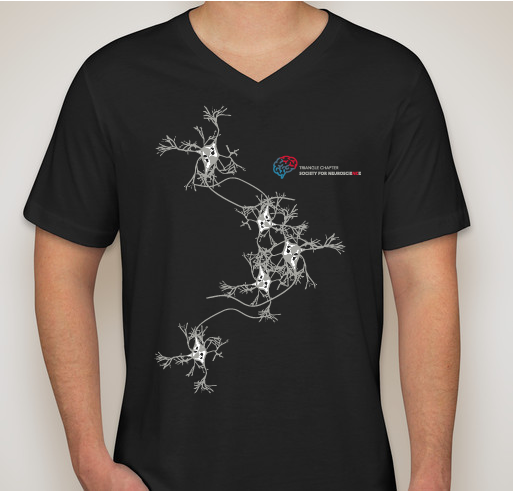 TRIANGLE CHAPTER
SOCIETY FOR NEUROSCIENCE